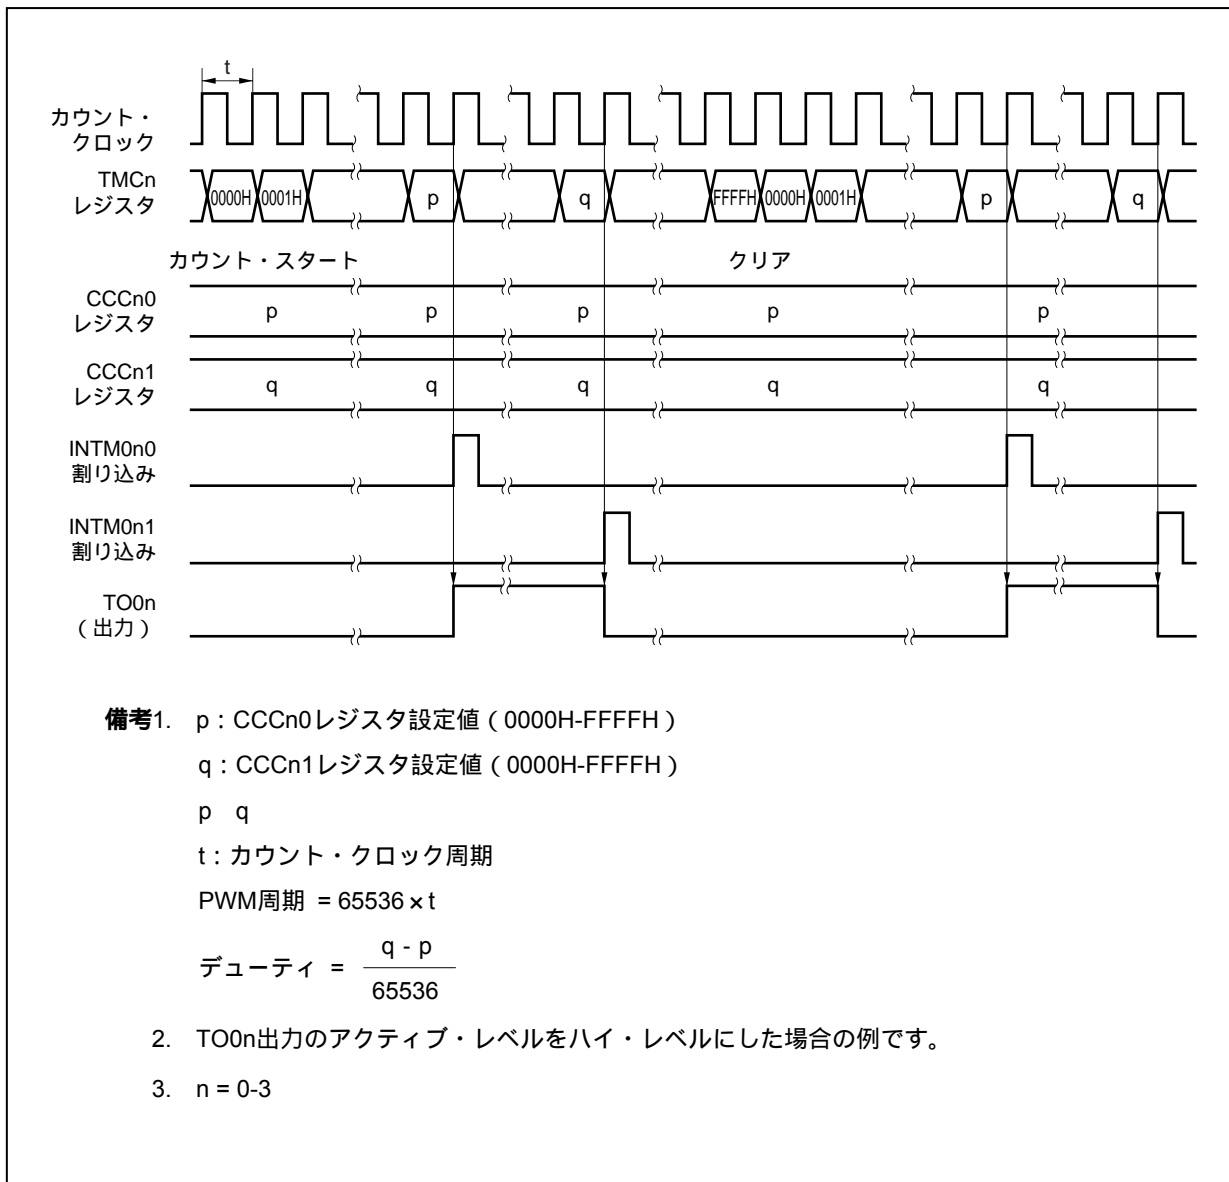 t
カウント・
クロック
TMCn
レジスタ
0000H 0001H p q FFFFH 0000H 0001H p q
カウント・スタート クリア
CCCn0
レジスタ
p p p p p
CCCn1
レジスタ
q q q q q
INTM0n0
割り込み
INTM0n1
割り込み
TO0n
（出力）
備考1. p：CCCn0レジスタ設定値（0000H-FFFFH）
q：CCCn1レジスタ設定値（0000H-FFFFH）
p q
t：カウント・クロック周期
PWM周期 = 65536 × t
デューティ = q - p
65536
2. TO0n出力のアクティブ・レベルをハイ・レベルにした場合の例です。
3. n = 0-3